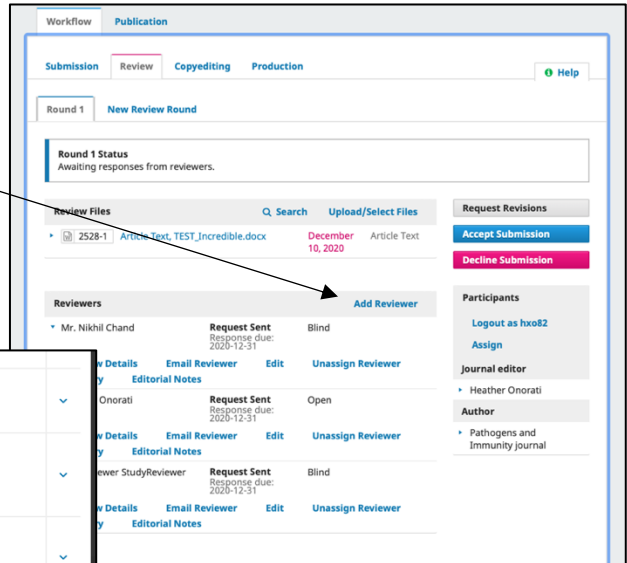 Workflow Publication
Submission Review Copyediting Production
Help
Round 1 New Review Round
Round 1 Status
Awaiting responses from reviewers.
Review Files Search Upload/Select Files
2528-1 Article Text, TEST_Incredible.docx December Article Text
10, 2020
Request Revisions
Accept Submission
Decline Submission
Reviewers Add Reviewer
Mr. Nikhil Chand Request Sent Blind
Response due:
2020-12-31
w Details Email Reviewer Edit Unassign Reviewer
y Editorial Notes
Onorati Request Sent Open
Response due:
2020-12-31
w Details Email Reviewer Edit Unassign Reviewer
y Editorial Notes
ewer StudyReviewer Request Sent Blind
Response due:
2020-12-31
w Details Email Reviewer Edit Unassign Reviewer
y Editorial Notes
Participants
Logout as hxo82
Assign
Journal editor
Heather Onorati
Author
Pathogens and
Immunity journal